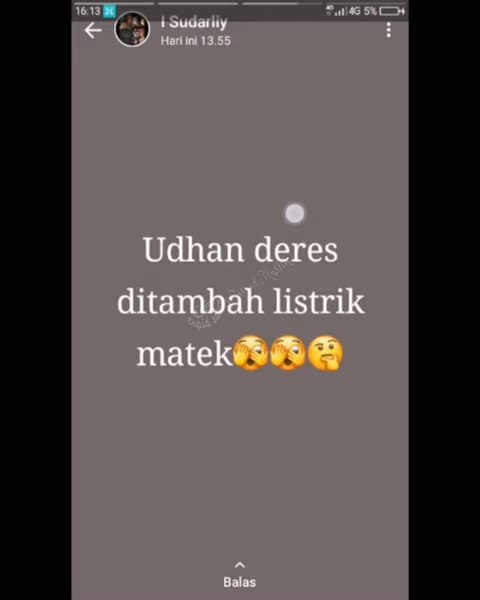 16:13 4G 5%
I Sudarliy
Hari ini 13.55
Udhan deres
ditambah listrik
matek🫣🫣🤔
Balas